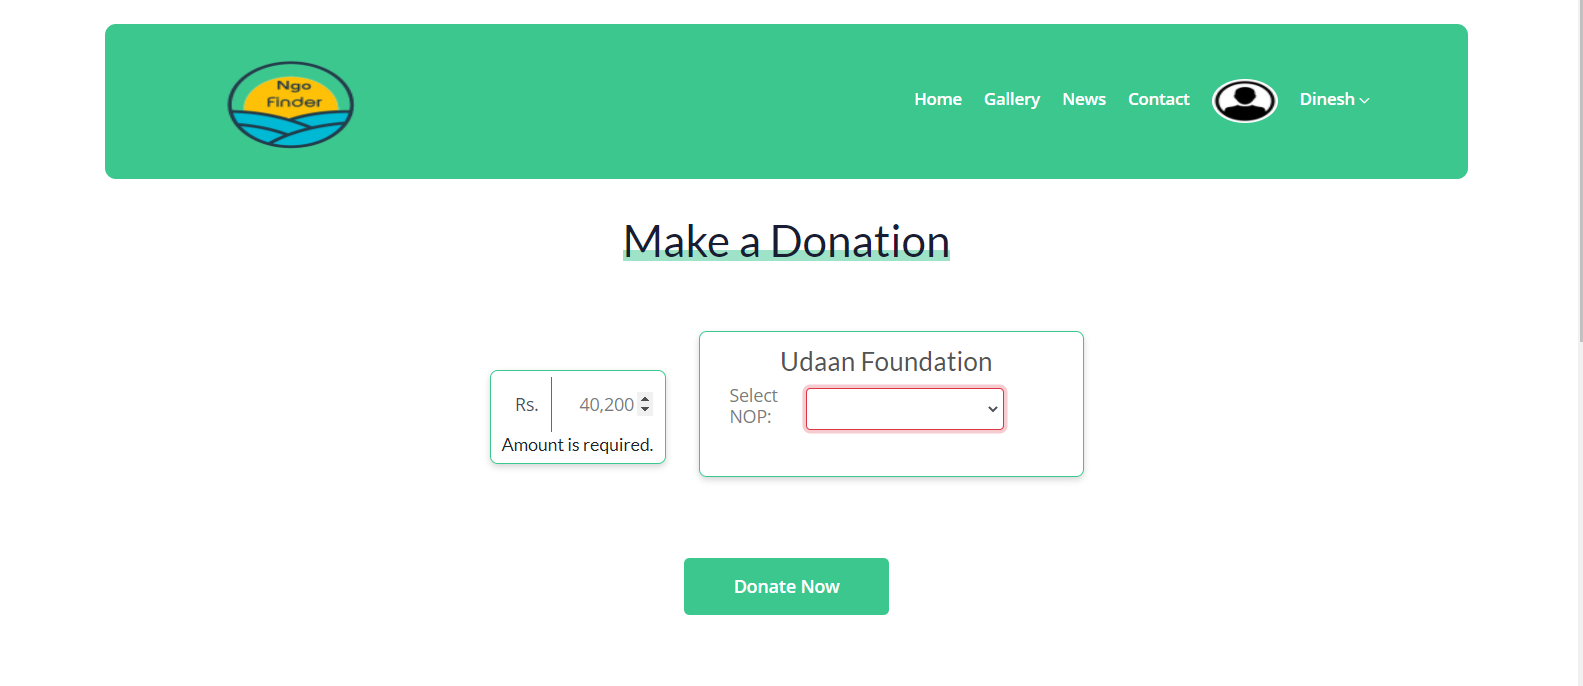 Ngo
Finder
Home Gallery News Contact Dinesh
Make a Donation
Rs. 40,200
Amount is required.
Udaan Foundation
Select
NOP:
Donate Now